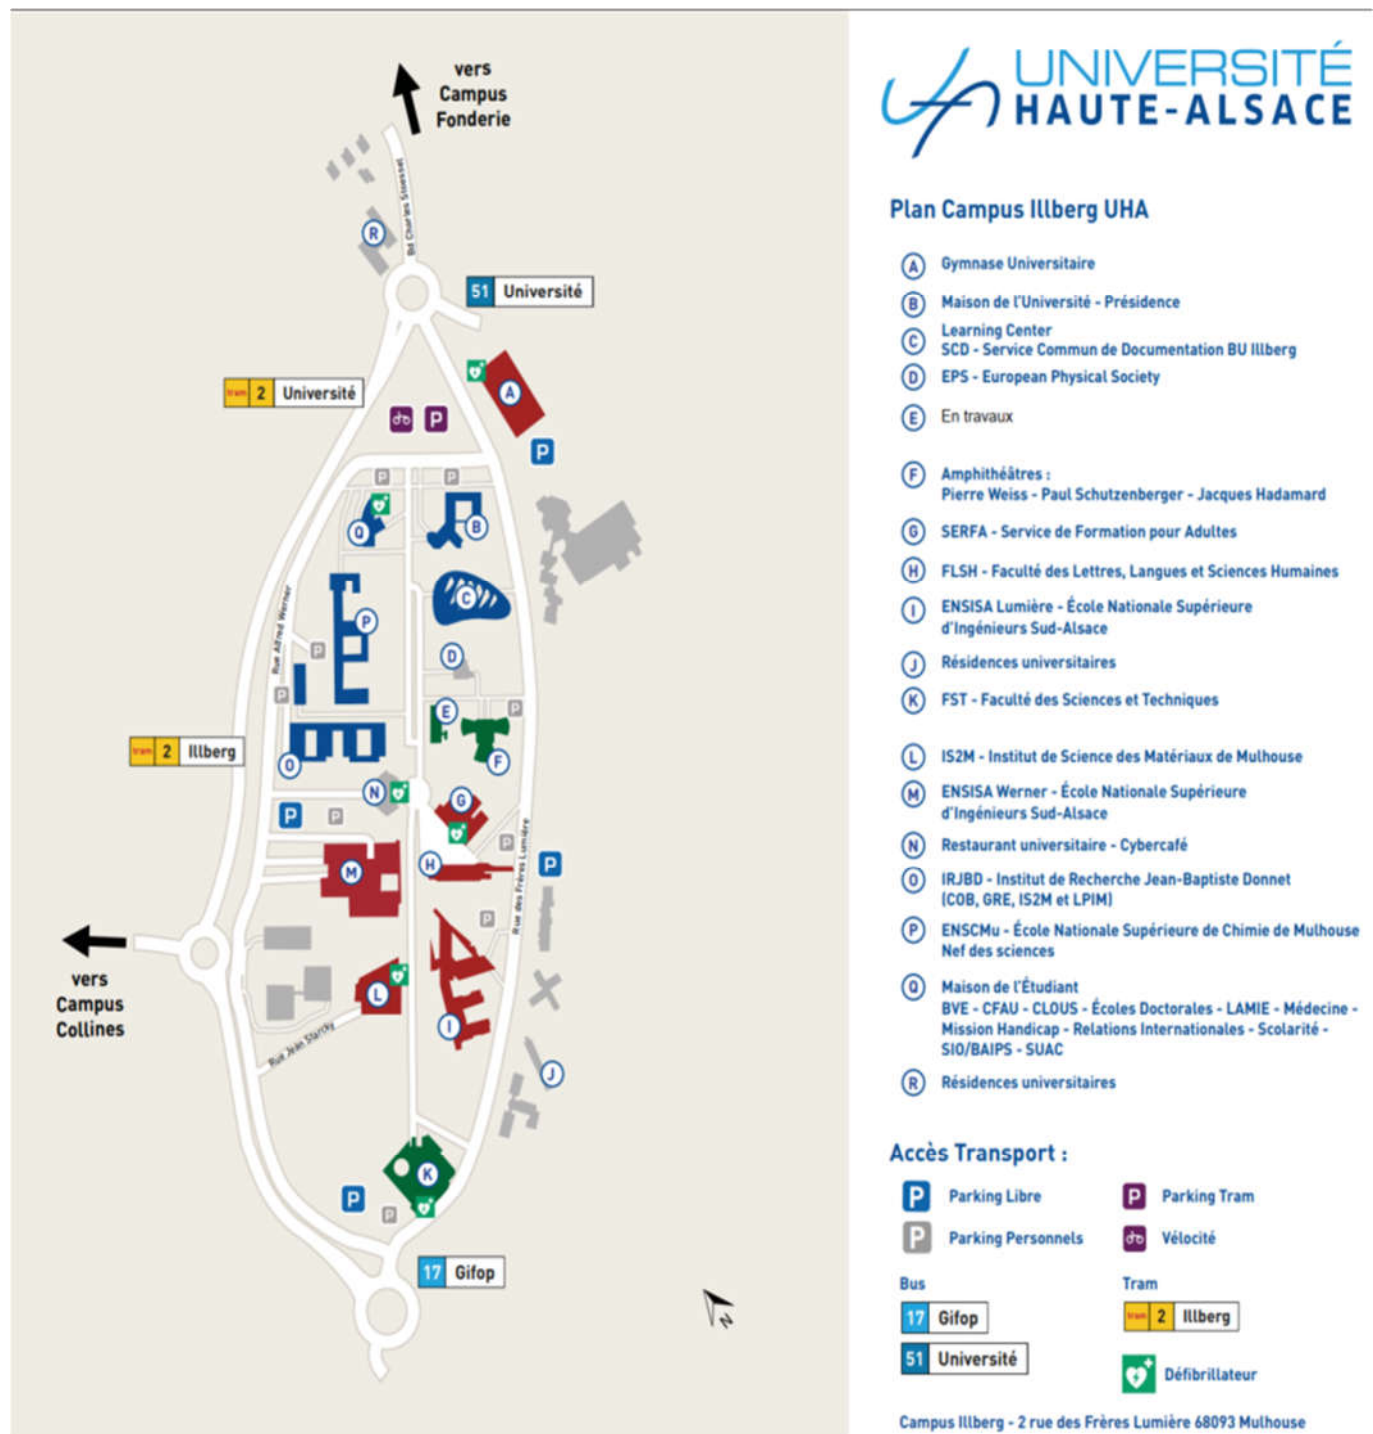 vers
Campus
Fonderie
Bd Charles Stoessel
R
51 Université
A
tram 2 Université
P
P
P
P
Q
B
C
P
Rue Alfred Werner
P
D
P
E
P
F
tram 2 Illberg
O
N
G
P
P
P
H
P
M
Rue des Frères Lumière
P
vers
Campus
Collines
L
I
Rue Jean Starcky
J
K
P
P
17 Gifop
N
UNIVERSITÉ
HAUTE-ALSACE
Plan Campus Illberg UHA
A Gymnase Universitaire
B Maison de l'Université - Présidence
C Learning Center
SCD - Service Commun de Documentation BU Illberg
D EPS - European Physical Society
E En travaux
F Amphithéâtres :
Pierre Weiss - Paul Schutzenberger - Jacques Hadamard
G SERFA - Service de Formation pour Adultes
H FLSH - Faculté des Lettres, Langues et Sciences Humaines
I ENSISA Lumière - École Nationale Supérieure
d'Ingénieurs Sud-Alsace
J Résidences universitaires
K FST - Faculté des Sciences et Techniques
L IS2M - Institut de Science des Matériaux de Mulhouse
M ENSISA Werner - École Nationale Supérieure
d'Ingénieurs Sud-Alsace
N Restaurant universitaire - Cybercafé
O IRJBD - Institut de Recherche Jean-Baptiste Donnet
(COB, GRE, IS2M et LPIM)
P ENSCMu - École Nationale Supérieure de Chimie de Mulhouse
Nef des sciences
Q Maison de l'Étudiant
BVE - CFAU - CLOUS - Écoles Doctorales - LAMIE - Médecine -
Mission Handicap - Relations Internationales - Scolarité -
SIO/BAIPS - SUAC
R Résidences universitaires
Accès Transport :
P Parking Libre
P Parking Tram
P Parking Personnels
Vélocité
Bus
Tram
17 Gifop
tram 2 Illberg
51 Université
Défibrillateur
Campus Illberg - 2 rue des Frères Lumière 68093 Mulhouse